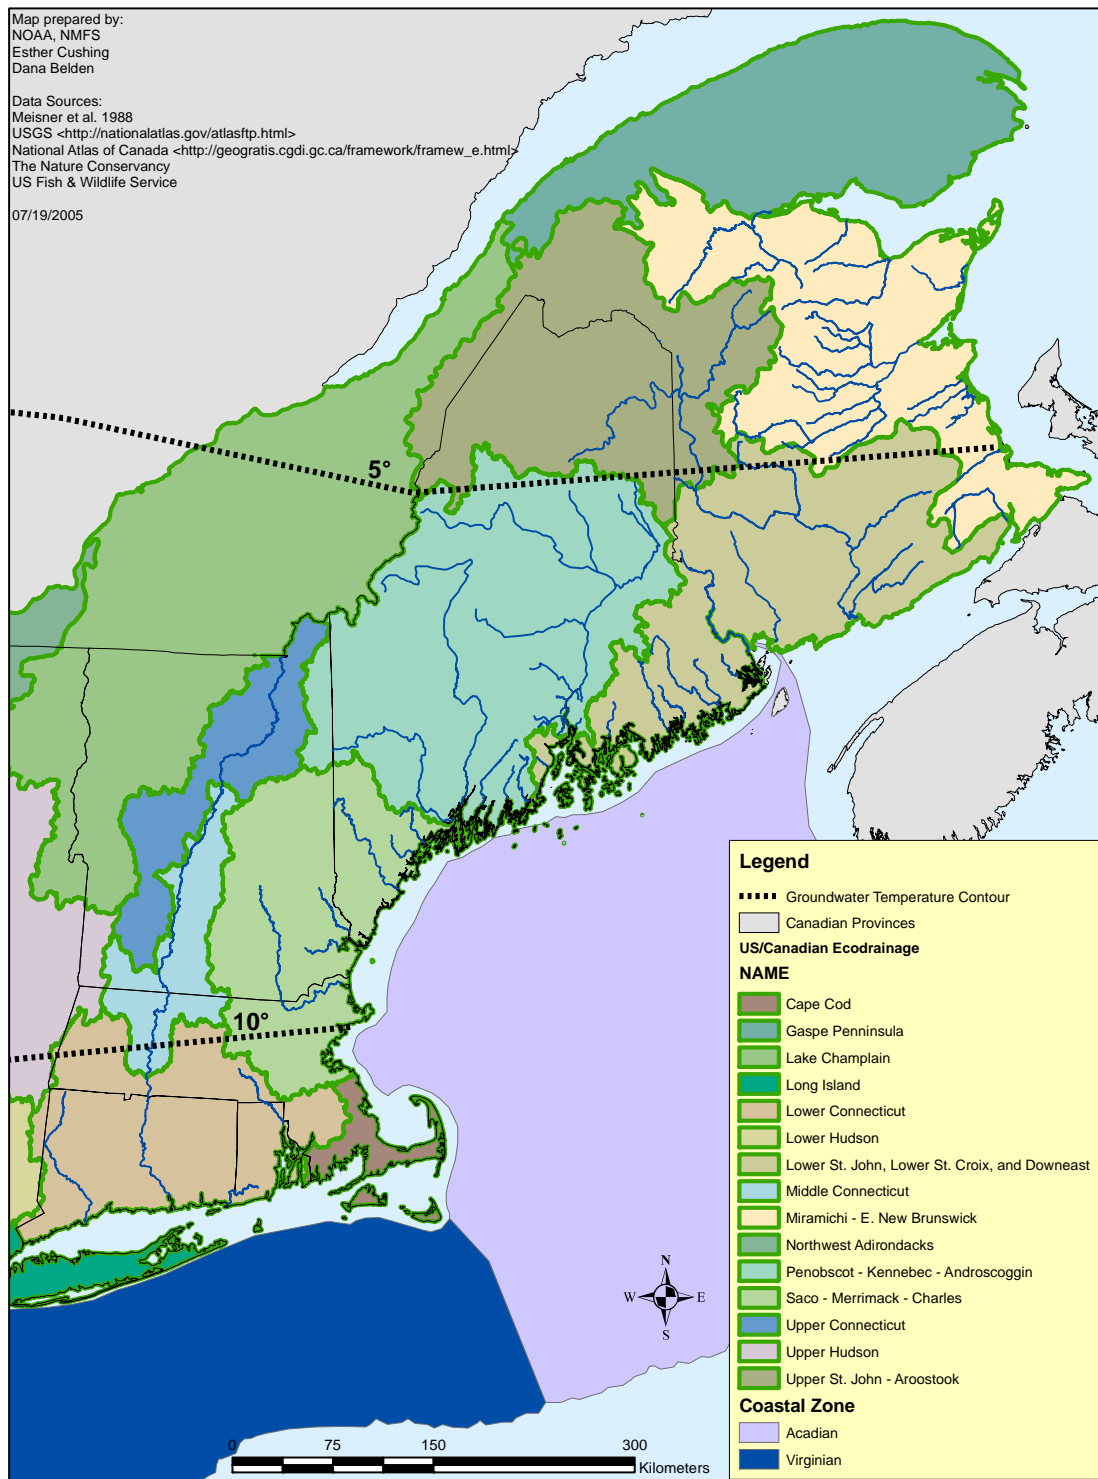 Map prepared by:
NOAA, NMFS
Esther Cushing
Dana Belden
Data Sources:
Meisner et al. 1988
USGS <http://nationalatlas.gov/atlasftp.html>
National Atlas of Canada <http://geogratis.cgdi.gc.ca/framework/framew_e.html>
The Nature Conservancy
US Fish & Wildlife Service
07/19/2005
5°
10°
Legend
Groundwater Temperature Contour
Canadian Provinces
US/Canadian Ecodrainage
NAME
Cape Cod
Gaspe Penninsula
Lake Champlain
Long Island
Lower Connecticut
Lower Hudson
Lower St. John, Lower St. Croix, and Downeast
Middle Connecticut
Miramichi - E. New Brunswick
Northwest Adirondacks
Penobscot - Kennebec - Androscoggin
Saco - Merrimack - Charles
Upper Connecticut
Upper Hudson
Upper St. John - Aroostook
Coastal Zone
Acadian
Virginian
N
W E
S
0 75 150 300
Kilometers